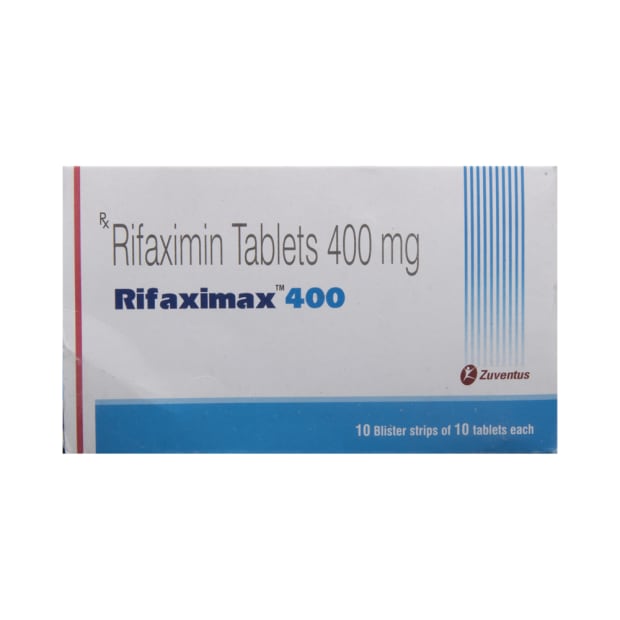 Rx Rifaximin Tablets 400 mg
Rifaximax™ 400
Zuventus
10 Blister strips of 10 tablets each